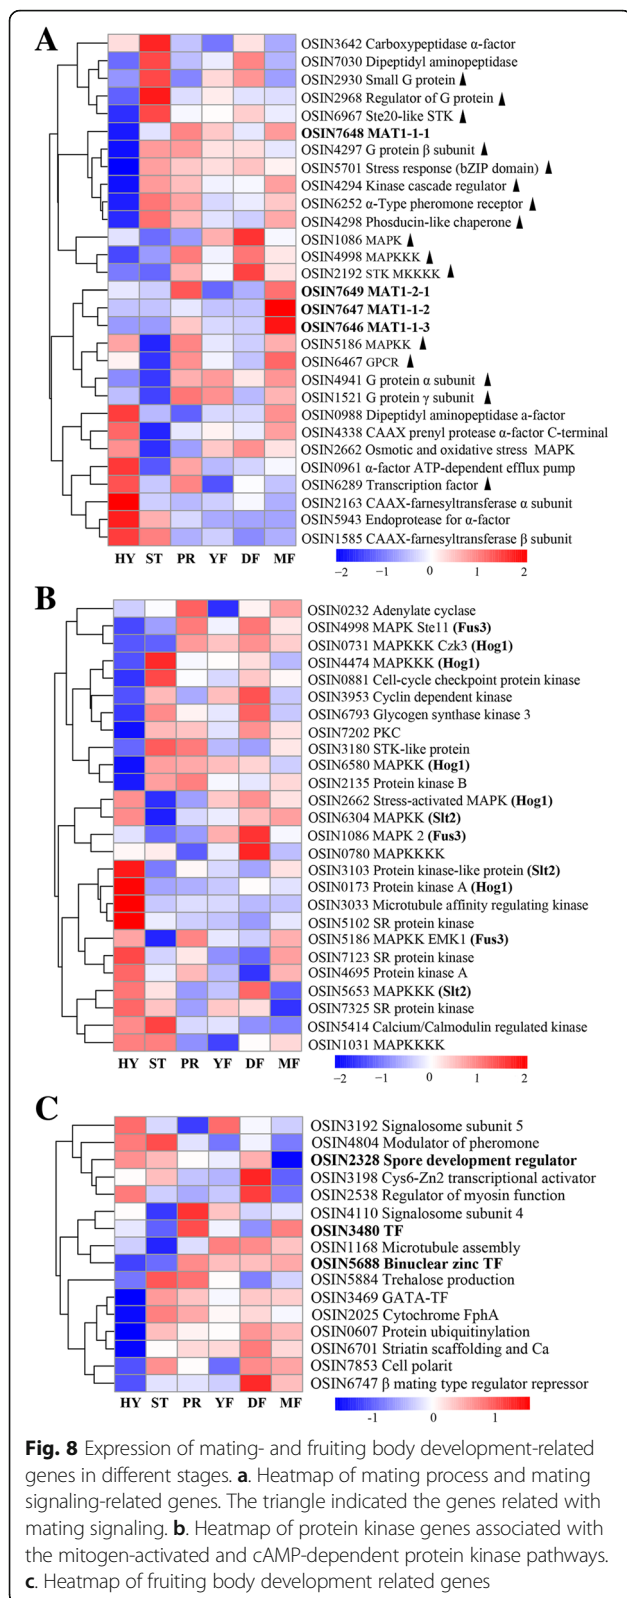 A
OSIN3642 Carboxypeptidase α-factor
OSIN7030 Dipeptidyl aminopeptidase
OSIN2930 Small G protein ▲
OSIN2968 Regulator of G protein ▲
OSIN6967 Ste20-like STK ▲
OSIN7648 MAT1-1-1
OSIN4297 G protein β subunit ▲
OSIN5701 Stress response (bZIP domain) ▲
OSIN4294 Kinase cascade regulator ▲
OSIN6252 α-Type pheromone receptor ▲
OSIN4298 Phosducin-like chaperone ▲
OSIN1086 MAPK ▲
OSIN4998 MAPKKK ▲
OSIN2192 STK MKKKK ▲
OSIN7649 MAT1-2-1
OSIN7647 MAT1-1-2
OSIN7646 MAT1-1-3
OSIN5186 MAPKK ▲
OSIN6467 GPCR ▲
OSIN4941 G protein α subunit ▲
OSIN1521 G protein γ subunit ▲
OSIN0988 Dipeptidyl aminopeptidase a-factor
OSIN4338 CAAX prenyl protease α-factor C-terminal
OSIN2662 Osmotic and oxidative stress MAPK
OSIN0961 α-factor ATP-dependent efflux pump
OSIN6289 Transcription factor ▲
OSIN2163 CAAX-farnesyltransferase α subunit
OSIN5943 Endoprotease for α-factor
OSIN1585 CAAX-farnesyltransferase β subunit
HY ST PR YF DF MF
-2 -1 0 1 2
B
OSIN0232 Adenylate cyclase
OSIN4998 MAPK Ste11 (Fus3)
OSIN0731 MAPKKK Czk3 (Hog1)
OSIN4474 MAPKKK (Hog1)
OSIN0881 Cell-cycle checkpoint protein kinase
OSIN3953 Cyclin dependent kinase
OSIN6793 Glycogen synthase kinase 3
OSIN7202 PKC
OSIN3180 STK-like protein
OSIN6580 MAPKK (Hog1)
OSIN2135 Protein kinase B
OSIN2662 Stress-activated MAPK (Hog1)
OSIN6304 MAPKK (Slt2)
OSIN1086 MAPK 2 (Fus3)
OSIN0780 MAPKKKK
OSIN3103 Protein kinase-like protein (Slt2)
OSIN0173 Protein kinase A (Hog1)
OSIN3033 Microtubule affinity regulating kinase
OSIN5102 SR protein kinase
OSIN5186 MAPKK EMK1 (Fus3)
OSIN7123 SR protein kinase
OSIN4695 Protein kinase A
OSIN5653 MAPKKK (Slt2)
OSIN7325 SR protein kinase
OSIN5414 Calcium/Calmodulin regulated kinase
OSIN1031 MAPKKKK
HY ST PR YF DF MF
-2 -1 0 1 2
C
OSIN3192 Signalosome subunit 5
OSIN4804 Modulator of pheromone
OSIN2328 Spore development regulator
OSIN3198 Cys6-Zn2 transcriptional activator
OSIN2538 Regulator of myosin function
OSIN4110 Signalosome subunit 4
OSIN3480 TF
OSIN1168 Microtubule assembly
OSIN5688 Binuclear zinc TF
OSIN5884 Trehalose production
OSIN3469 GATA-TF
OSIN2025 Cytochrome FphA
OSIN0607 Protein ubiquitinylation
OSIN6701 Striatin scaffolding and Ca
OSIN7853 Cell polarit
OSIN6747 β mating type regulator repressor
HY ST PR YF DF MF
-1 0 1
Fig. 8 Expression of mating- and fruiting body development-related
genes in different stages. a. Heatmap of mating process and mating
signaling-related genes. The triangle indicated the genes related with
mating signaling. b. Heatmap of protein kinase genes associated with
the mitogen-activated and cAMP-dependent protein kinase pathways.
c. Heatmap of fruiting body development related genes